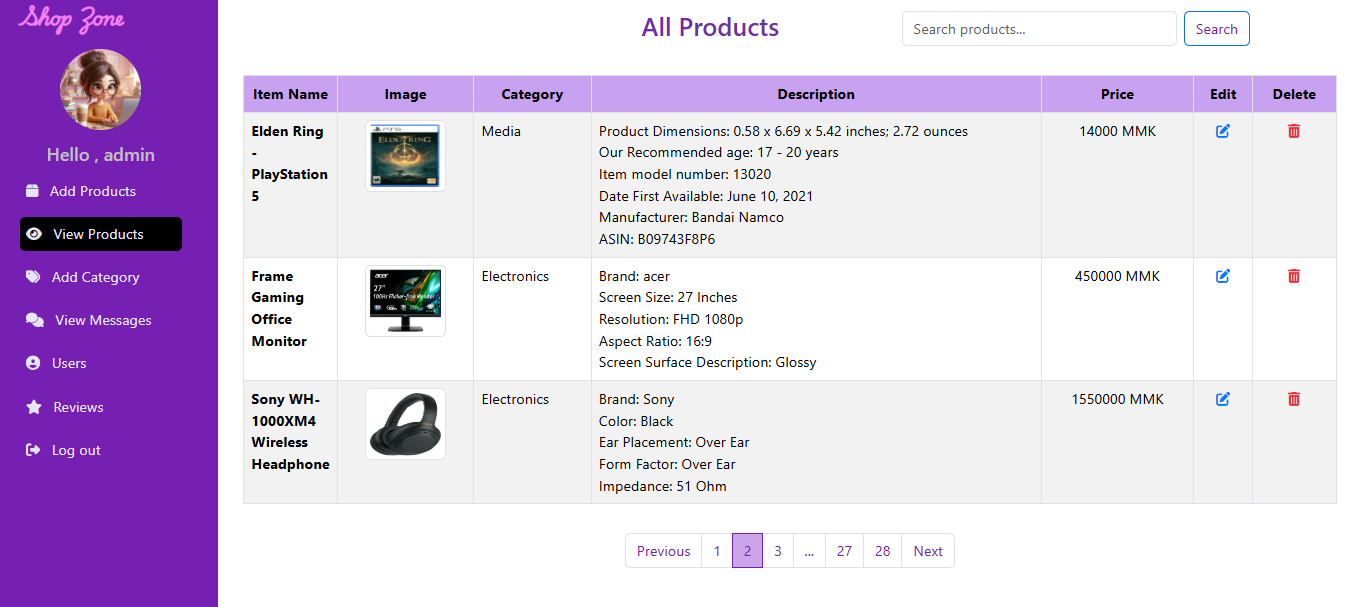 Shop Zone
Hello , admin
Add Products
View Products
Add Category
View Messages
Users
Reviews
Log out
All Products
Search products...
Search
Item Name Image Category Description Price Edit Delete
Elden Ring
-
PlayStation
5
PS5
ELDEN RING
Media
Product Dimensions: 0.58 x 6.69 x 5.42 inches; 2.72 ounces
Our Recommended age: 17 - 20 years
Item model number: 13020
Date First Available: June 10, 2021
Manufacturer: Bandai Namco
ASIN: B09743F8P6
14000 MMK
Frame
Gaming
Office
Monitor
acer
27"
100Hz Flicker-free Monitor
Electronics
Brand: acer
Screen Size: 27 Inches
Resolution: FHD 1080p
Aspect Ratio: 16:9
Screen Surface Description: Glossy
450000 MMK
Sony WH-
1000XM4
Wireless
Headphone
Electronics
Brand: Sony
Color: Black
Ear Placement: Over Ear
Form Factor: Over Ear
Impedance: 51 Ohm
1550000 MMK
Previous 1 2 3 ... 27 28 Next